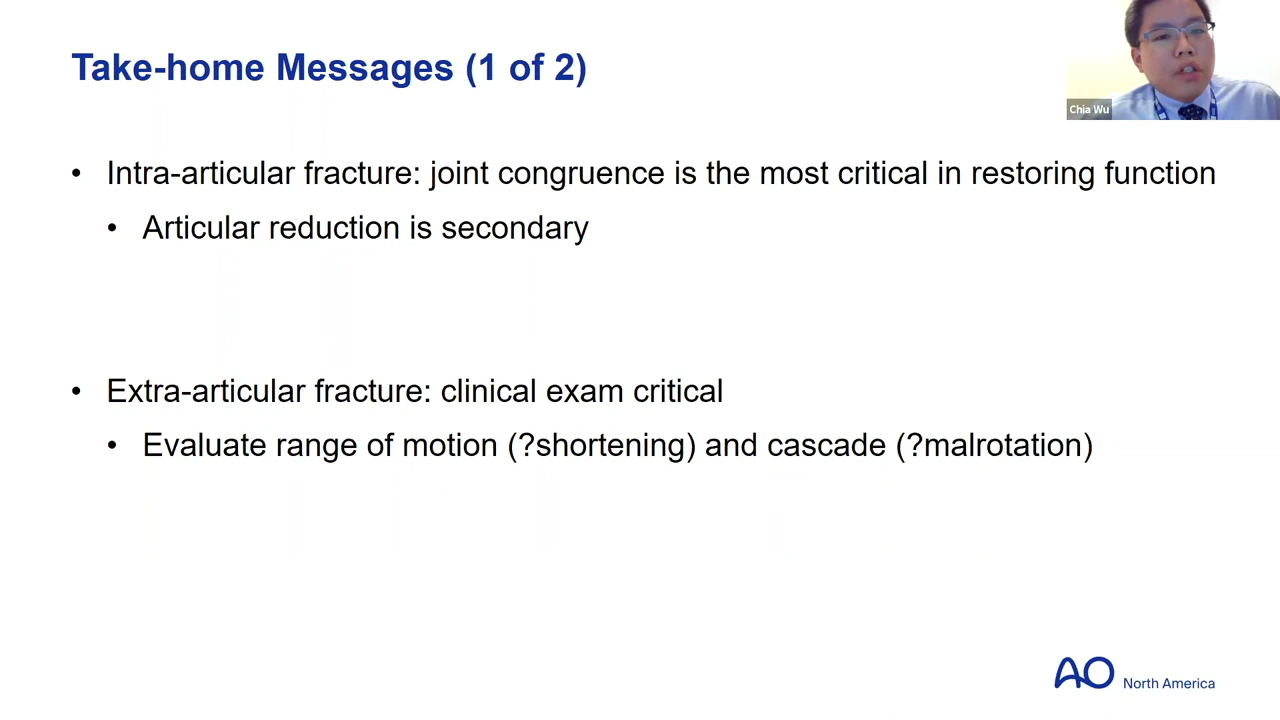 Take-home Messages (1 of 2)
Chia Wu
• Intra-articular fracture: joint congruence is the most critical in restoring function
• Articular reduction is secondary
• Extra-articular fracture: clinical exam critical
• Evaluate range of motion (?shortening) and cascade (?malrotation)
AO North America